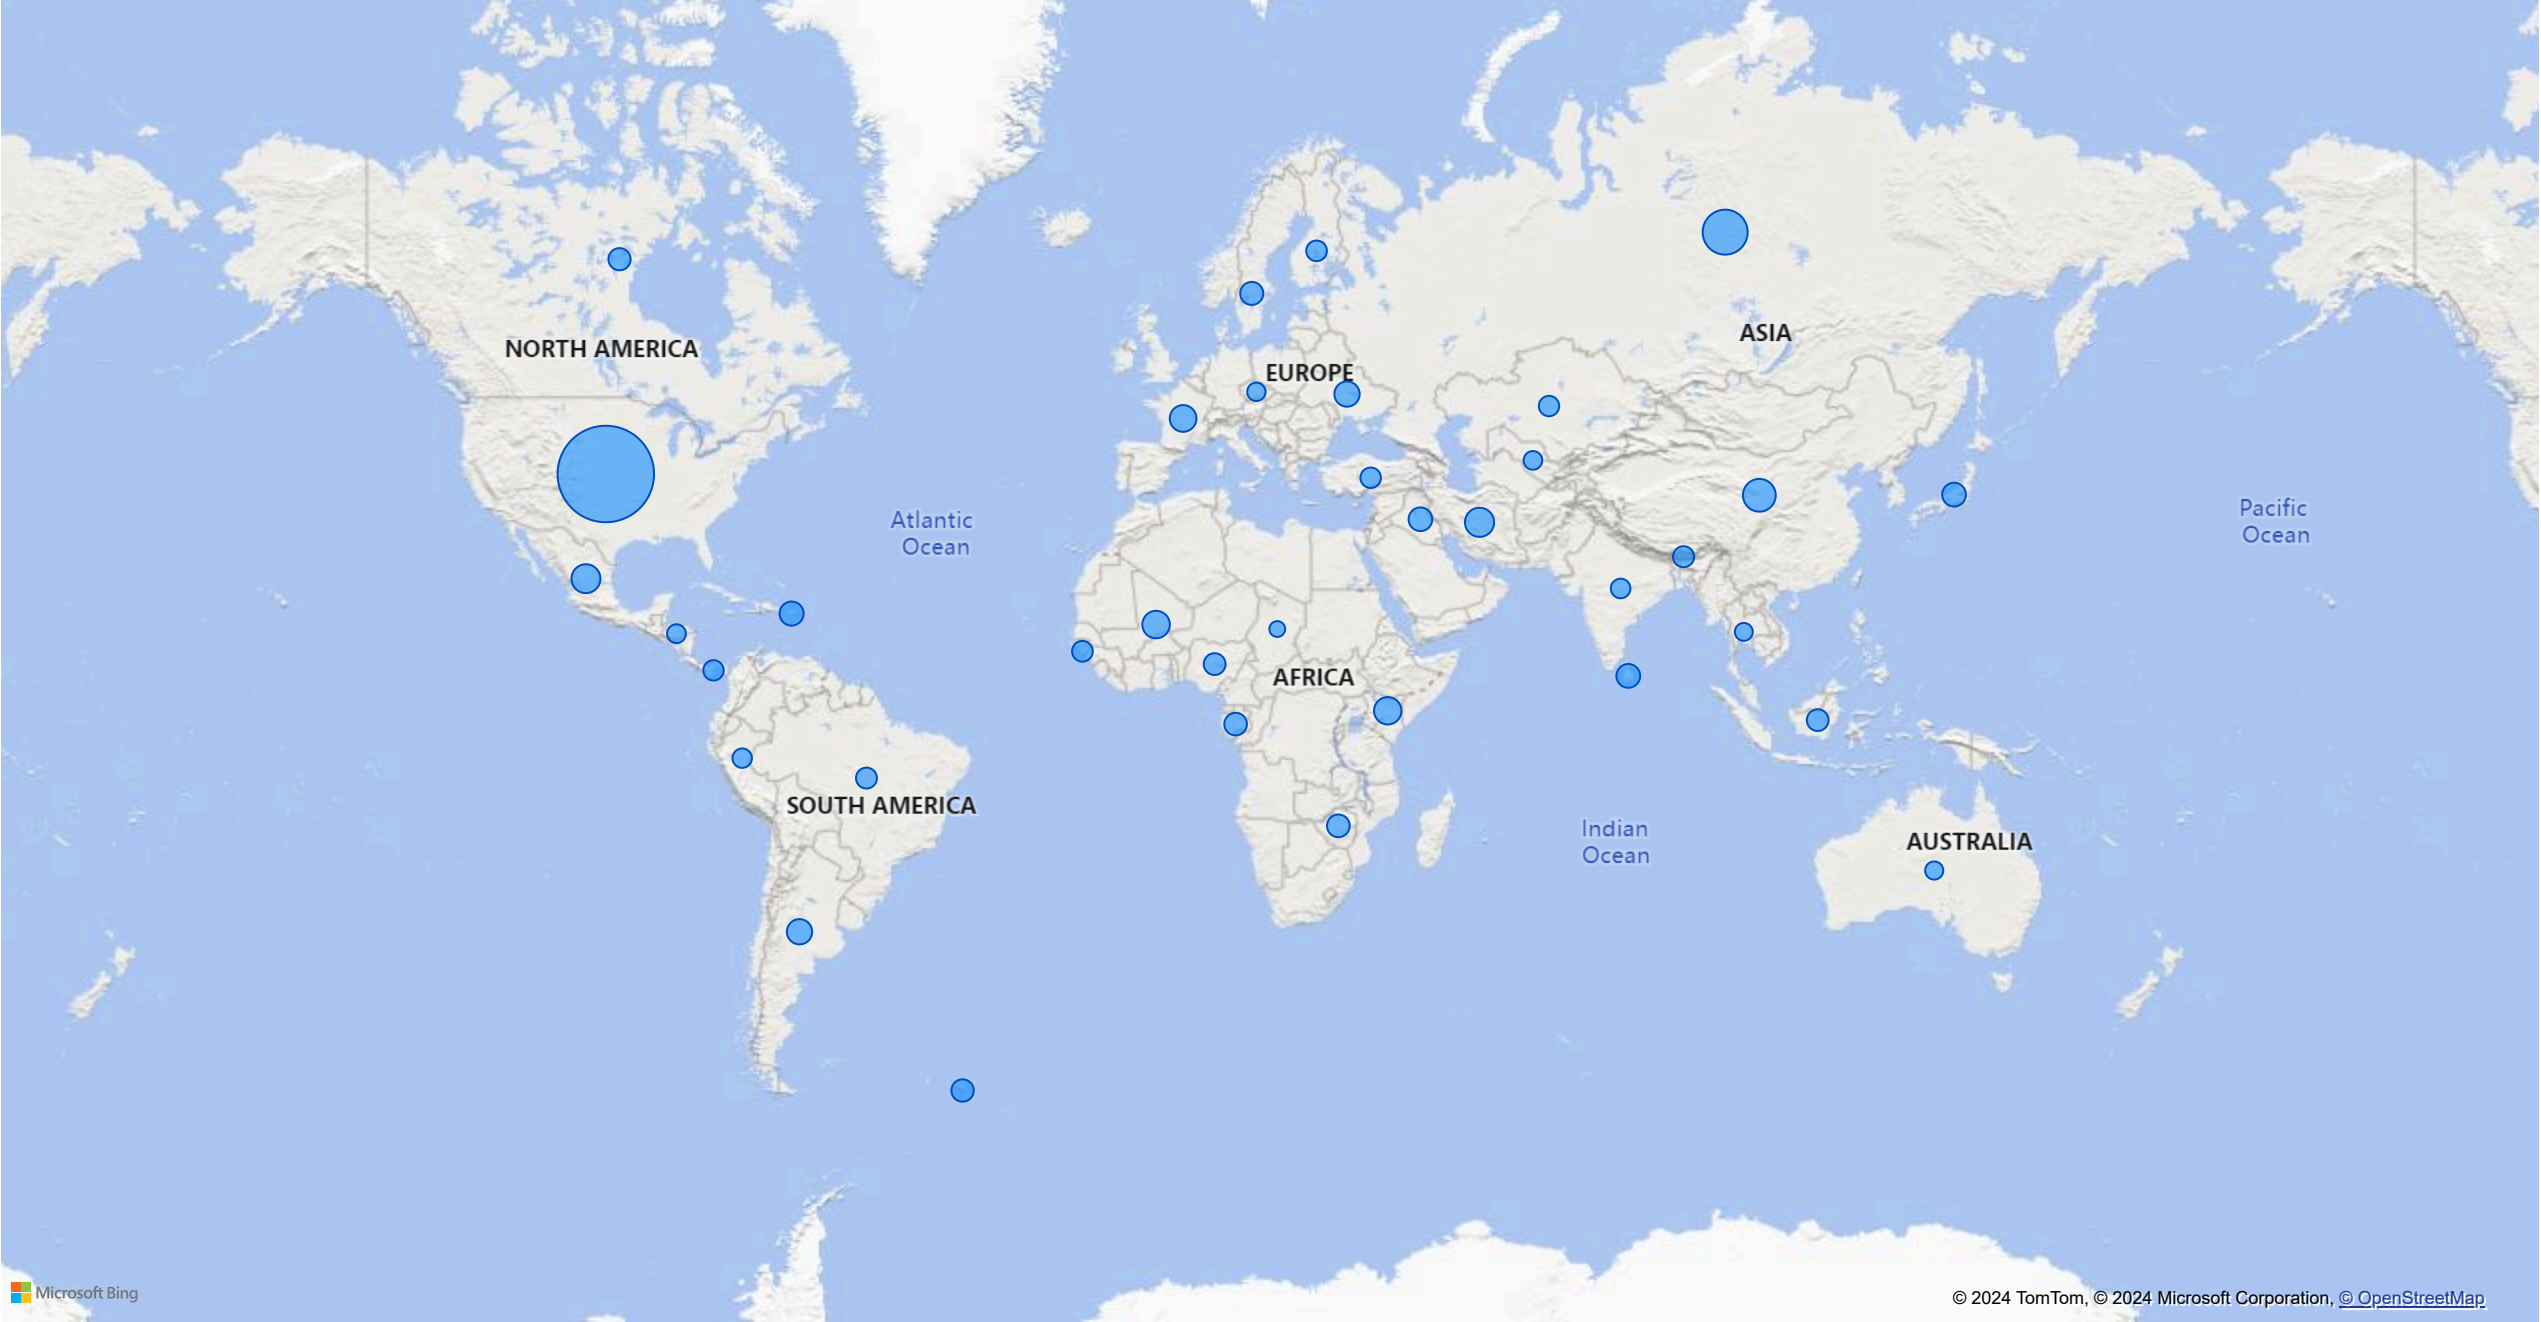 ASIA
NORTH AMERICA
EUROPE
Atlantic
Ocean
Pacific
Ocean
AFRICA
SOUTH AMERICA
Indian
Ocean
AUSTRALIA
Microsoft Bing
© 2024 TomTom, © 2024 Microsoft Corporation, © OpenStreetMap